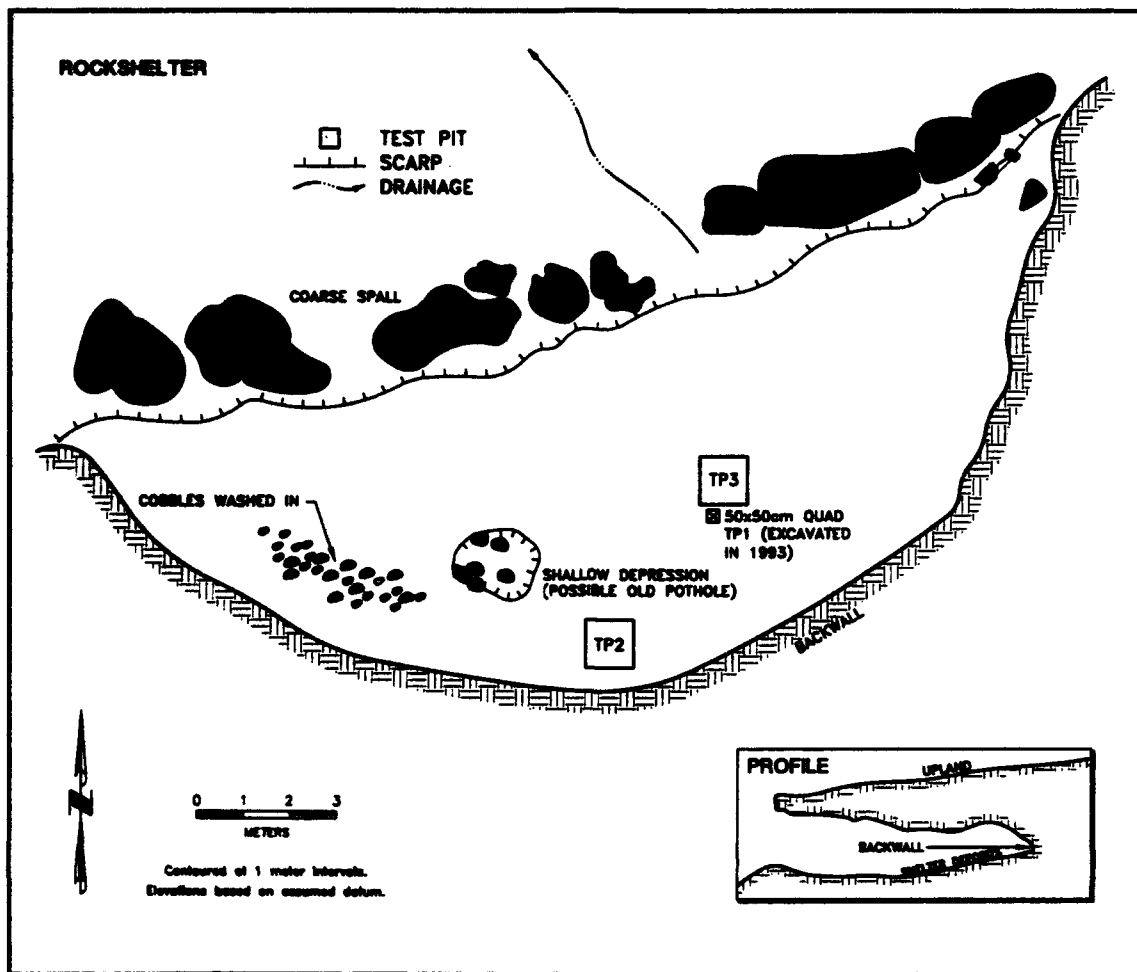 ROCKSHELTER
TEST PIT
SCARP
DRAINAGE
COARSE SPALL
COBBLES WASHED IN
TP3
50x50cm QUAD
TP1 (EXCAVATED
IN 1993)
SHALLOW DEPRESSION
(POSSIBLE OLD POTHOLE)
TP2
BACKWALL
N
0 1 2 3
METERS
Contoured at 1 meter intervals.
Elevations based on assumed datum.
PROFILE
UPLAND
BACKWALL
SHELTER DEPOSITS